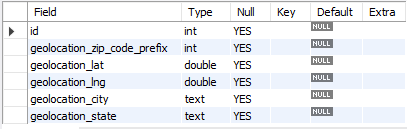 Field Type Null Key Default Extra
id int YES NULL
geolocation_zip_code_prefix int YES NULL
geolocation_lat double YES NULL
geolocation_lng double YES NULL
geolocation_city text YES NULL
geolocation_state text YES NULL